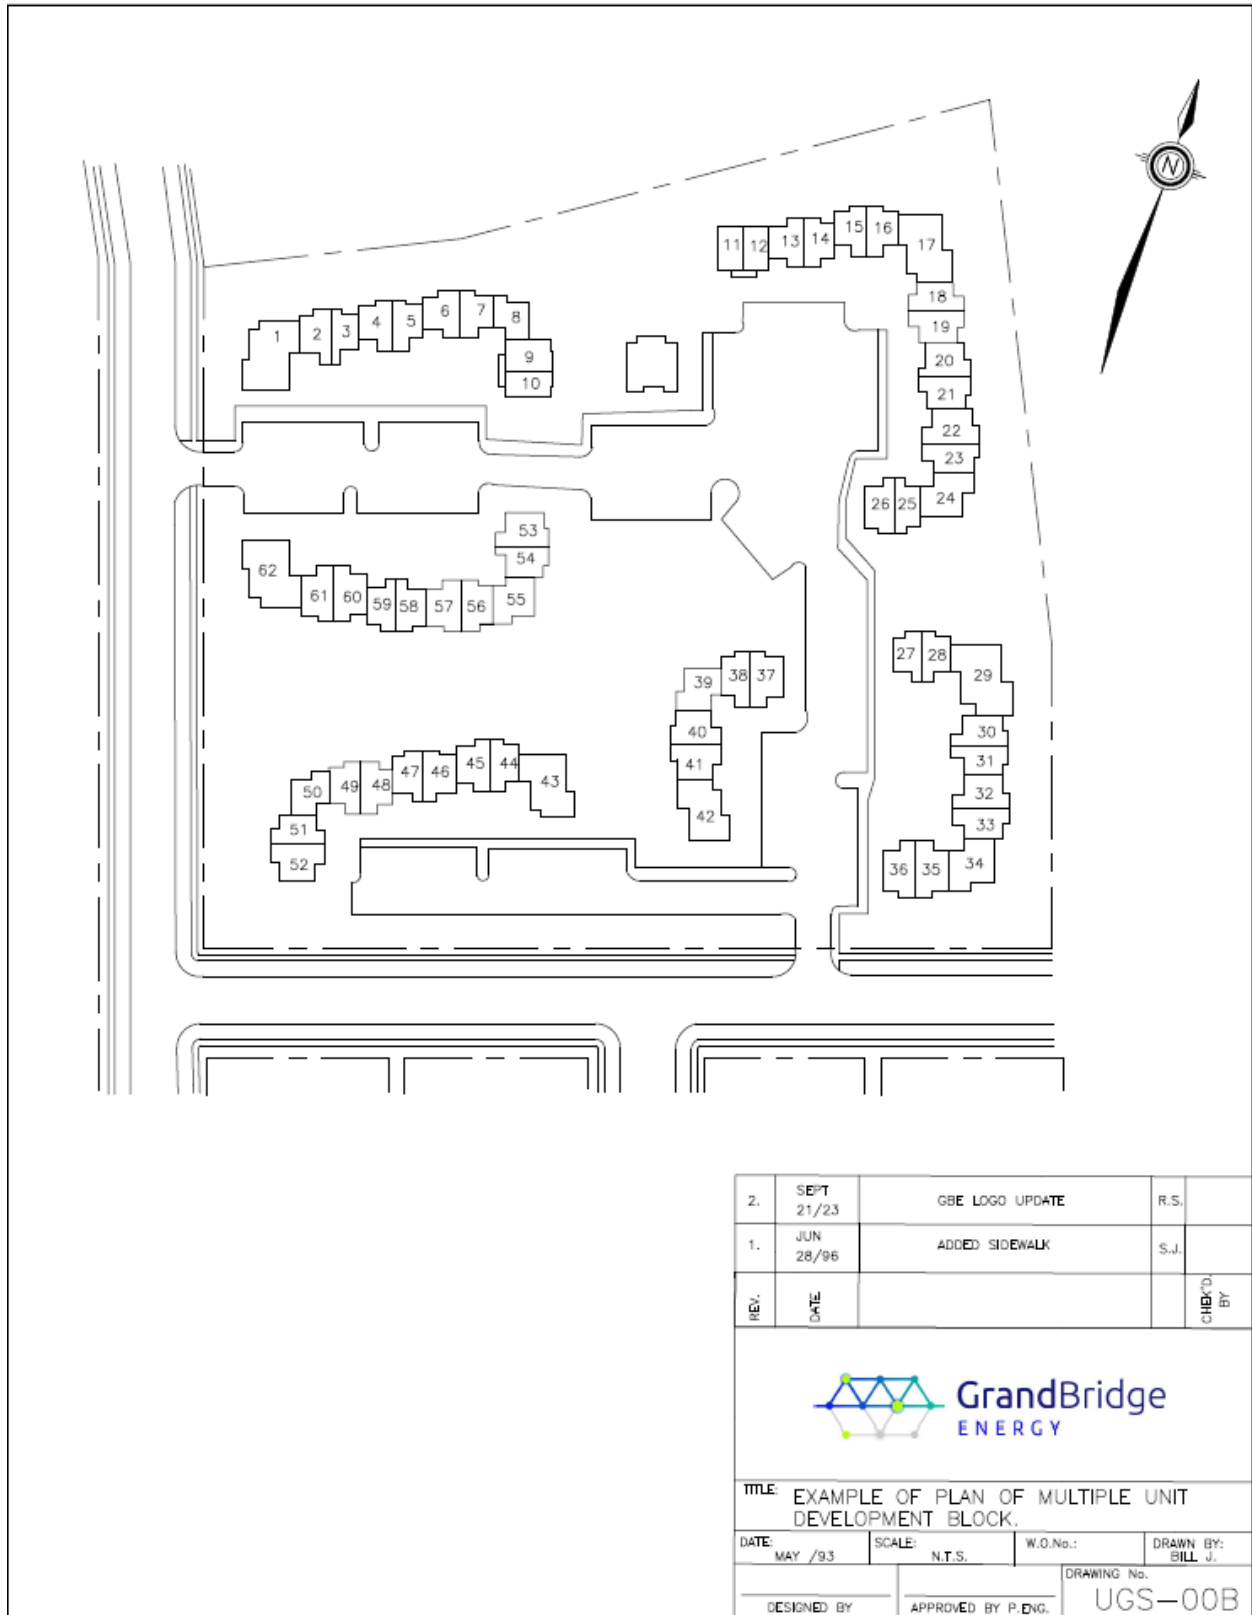 N
15 16
11 12 13 14 17
18
19
20
21
22
23
24
26 25
1 2 3 4 5 6 7 8
9
10
53
54
55
62 61 60 59 58 57 56
27 28 29
30
31
32
33
34
36 35
39 38 37
40
41
42
50 49 48 47 46 45 44 43
51
52
2. SEPT 21/23 GBE LOGO UPDATE R.S.
1. JUN 28/96 ADDED SIDEWALK S.J.
REV. DATE CHEK'D. BY
GrandBridge
ENERGY
TITLE: EXAMPLE OF PLAN OF MULTIPLE UNIT
DEVELOPMENT BLOCK.
DATE: MAY /93 SCALE: N.T.S. W.O.No.: DRAWN BY: BILL J.
DRAWING No.
UGS-00B
DESIGNED BY APPROVED BY P.ENG.